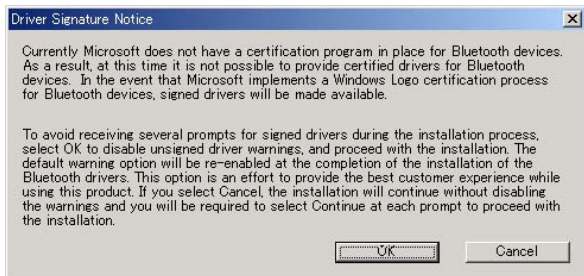 Driver Signature Notice
Currently Microsoft does not have a certification program in place for Bluetooth devices.
As a result, at this time it is not possible to provide certified drivers for Bluetooth
devices. In the event that Microsoft implements a Windows Logo certification process
for Bluetooth devices, signed drivers will be made available.
To avoid receiving several prompts for signed drivers during the installation process,
select OK to disable unsigned driver warnings, and proceed with the installation. The
default warning option will be re-enabled at the completion of the installation of the
Bluetooth drivers. This option is an effort to provide the best customer experience while
using this product. If you select Cancel, the installation will continue without disabling
the warnings and you will be required to select Continue at each prompt to proceed with
the installation.
OK Cancel